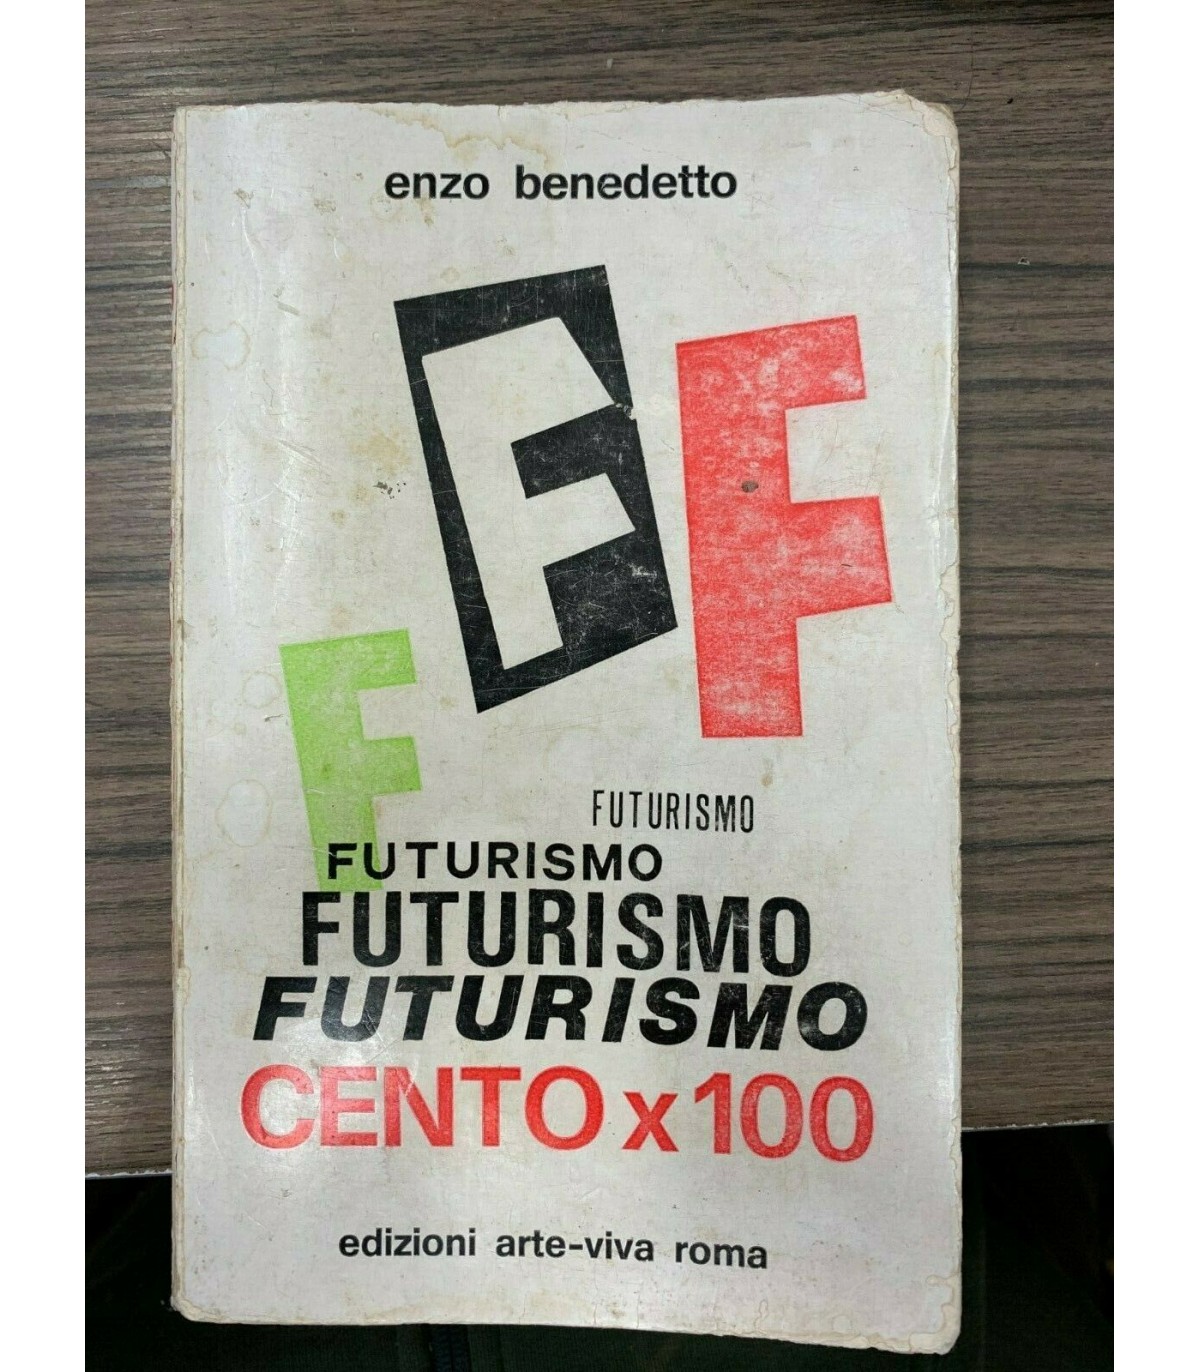 enzo benedetto
F
F
F
FUTURISMO
FUTURISMO
FUTURISMO
FUTURISMO
CENTO x 100
edizioni arte-viva roma